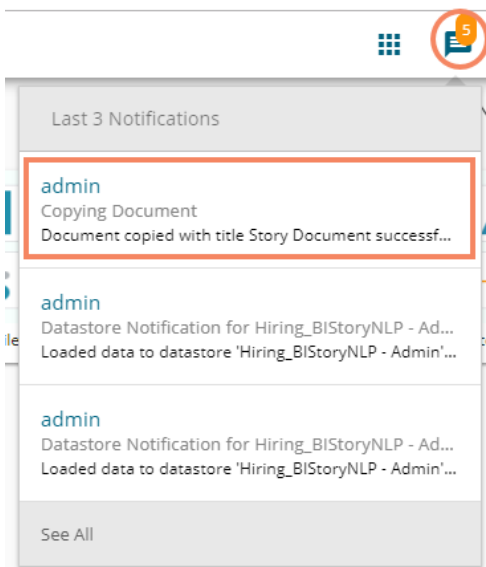 5
Last 3 Notifications
admin
Copying Document
Document copied with title Story Document successf...
admin
Datastore Notification for Hiring_BIStoryNLP - Ad...
Loaded data to datastore 'Hiring_BIStoryNLP - Admin'...
admin
Datastore Notification for Hiring_BIStoryNLP - Ad...
Loaded data to datastore 'Hiring_BIStoryNLP - Admin'...
See All